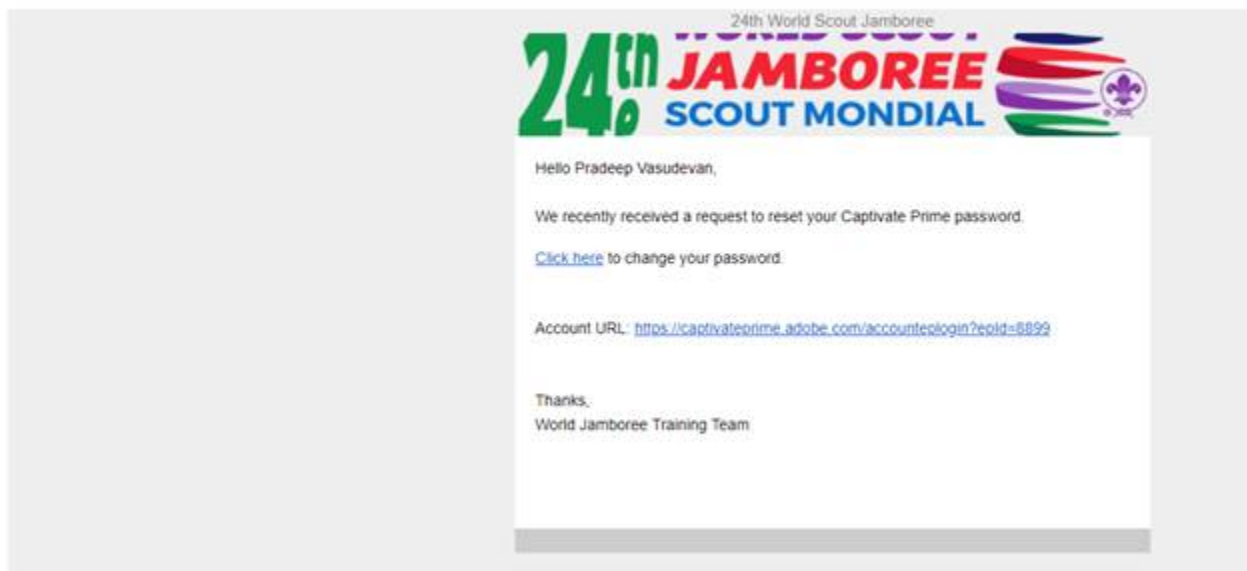 24th World Scout Jamboree
24th WORLD SCOUT
JAMBOREE
SCOUT MONDIAL
Hello Pradeep Vasudevan,
We recently received a request to reset your Captivate Prime password.
Click here to change your password.
Account URL: https://captivateprime.adobe.com/accounteplogin?epId=8899
Thanks,
World Jamboree Training Team